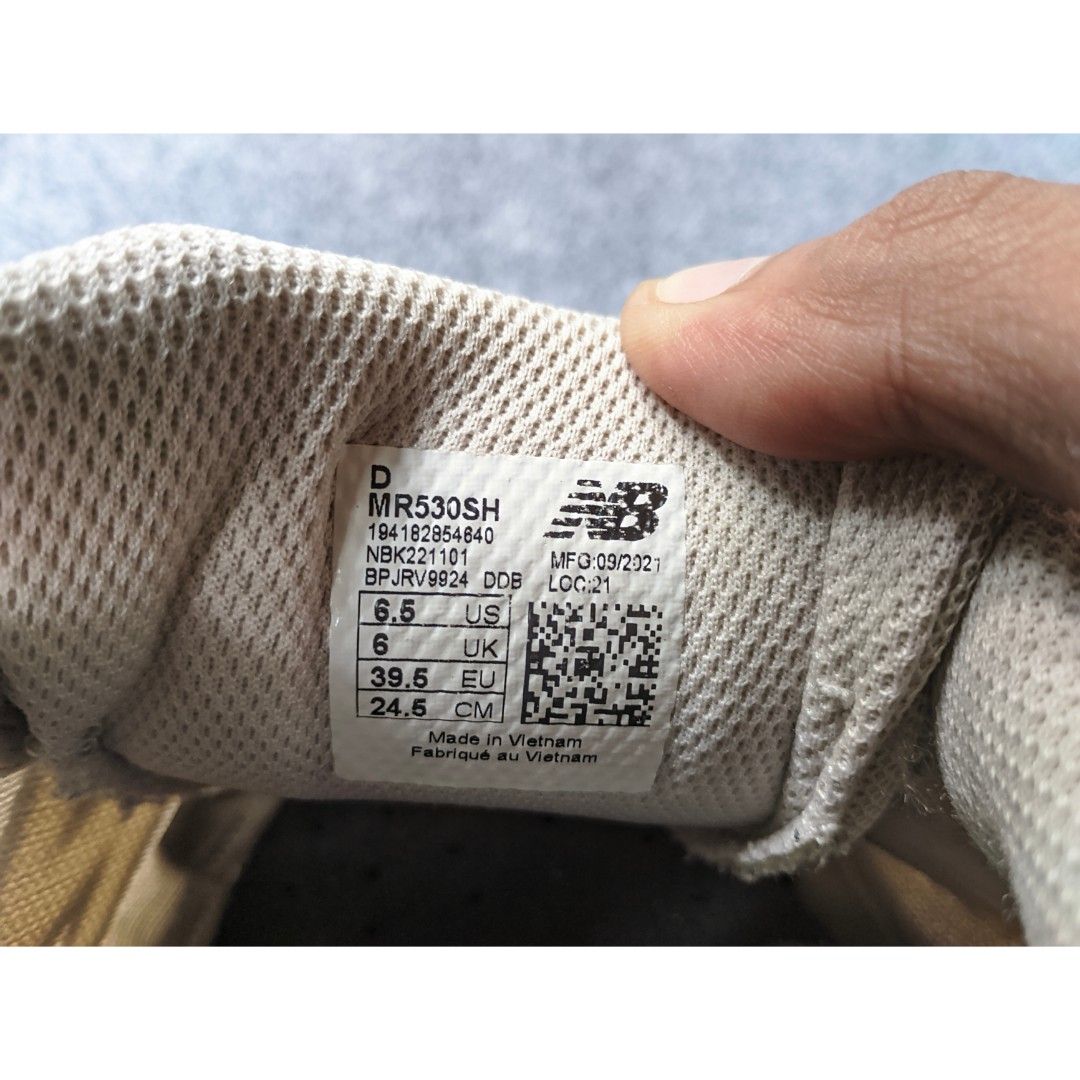 D
MR530SH
194182854640
NBK221101
BPJRV9924 DDB
NB
MFG:09/2021
LOC:21
6.5 US
6 UK
39.5 EU
24.5 CM
Made in Vietnam
Fabriqué au Vietnam